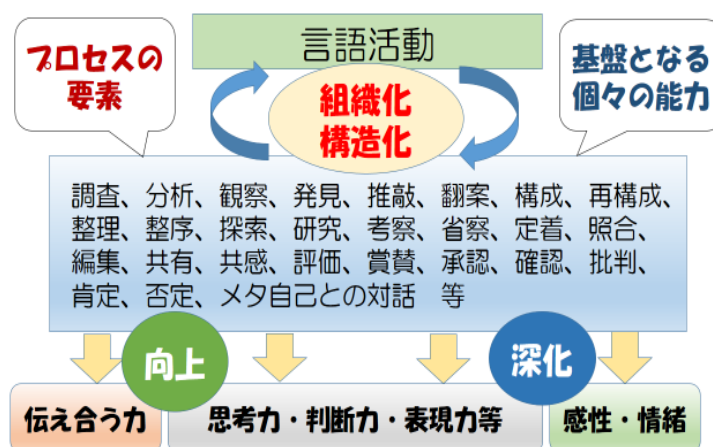 言語活動
プロセスの
要素
組織化
構造化
基盤となる
個々の能力
調査、分析、観察、発見、推敲、翻案、構成、再構成、
整理、整序、探索、研究、考察、省察、定着、照合、
編集、共有、共感、評価、賞賛、承認、確認、批判、
肯定、否定、メタ自己との対話　等
向上
深化
伝え合う力
思考力・判断力・表現力等
感性・情緒